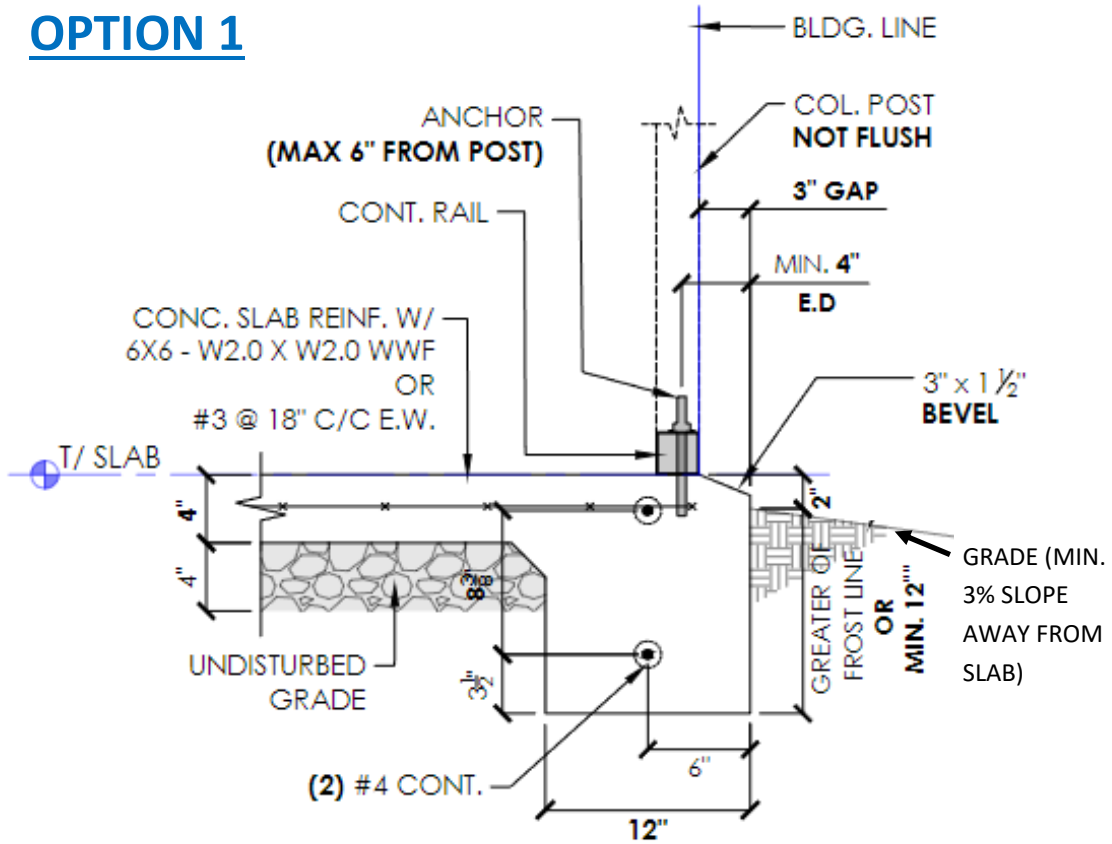 OPTION 1
BLDG. LINE
COL. POST
NOT FLUSH
ANCHOR
(MAX 6" FROM POST)
3" GAP
CONT. RAIL
MIN. 4"
E.D
CONC. SLAB REINF. W/
6X6 - W2.0 X W2.0 WWF
OR
#3 @ 18" C/C E.W.
3" x 1 ½"
BEVEL
T/ SLAB
4"
4"
2"
3½"
GREATER OF
FROST LINE
OR
MIN. 12""
GRADE (MIN.
3% SLOPE
AWAY FROM
SLAB)
UNDISTURBED
GRADE
(2) #4 CONT.
6"
12"